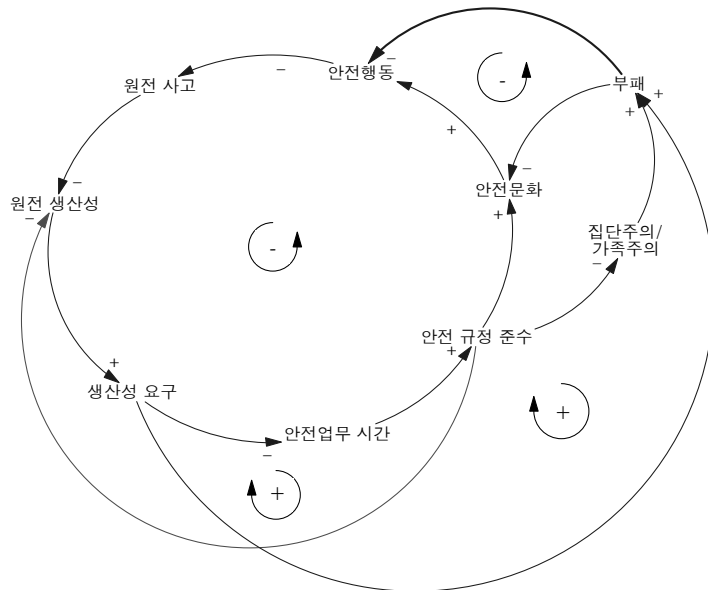 안전행동
–
–
원전 사고
-
부패
+
+
+
–
원전 생산성
–
–
안전문화
+
-
집단주의/
가족주의
–
안전 규정 준수
+
+
생산성 요구
+
안전업무 시간
–
+